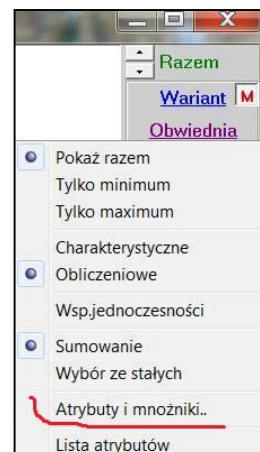 Razem
Wariant M
Obwiednia
Pokaż razem
Tylko minimum
Tylko maximum
Charakterystyczne
Obliczeniowe
Wsp.jednoczesności
Sumowanie
Wybór ze stałych
Atrybuty i mnożniki..
Lista atrybutów